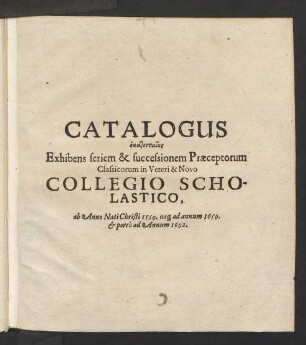 CATALOGUS
Exhibens seriem & successionem Præceptorum
Classicorum in Veteri & Novo
COLLEGIO SCHO-
LASTICO,
ab Anno Nati Christi 1559. usq; ad annum 1659.
& porrò ad Annum 1692.